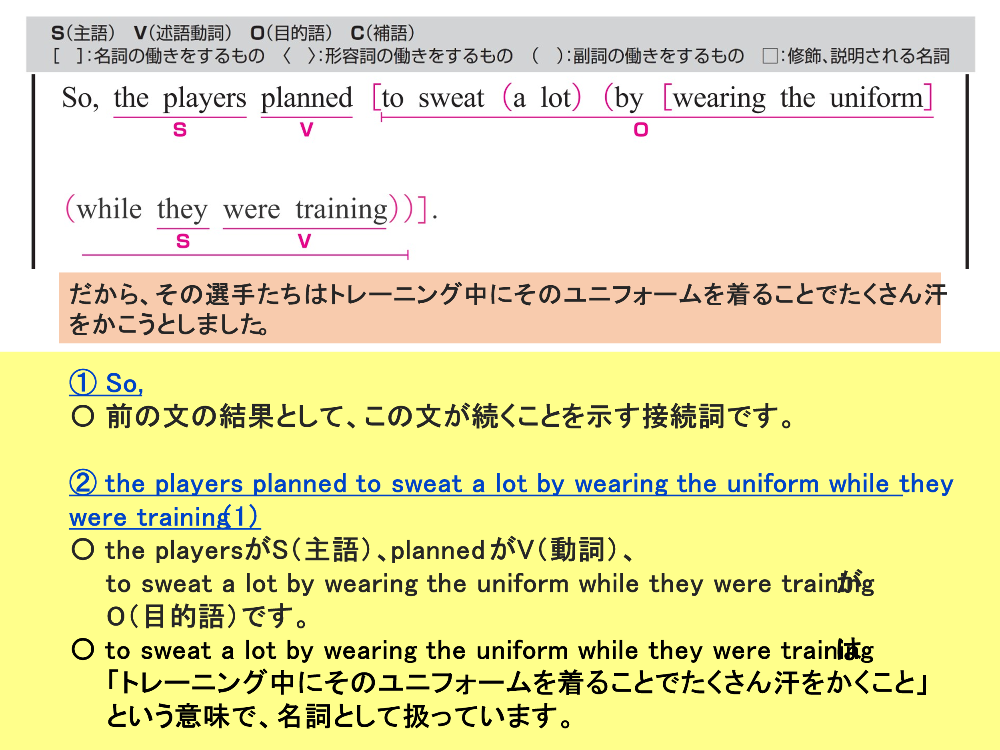 S（主語）　V（述語動詞）　O（目的語）　C（補語）
［　］：名詞の働きをするもの　〈　〉：形容詞の働きをするもの　（　）：副詞の働きをするもの　□：修飾、説明される名詞
So, the players planned [to sweat (a lot) (by [wearing the uniform]
S V O
(while they were training))].
S V
だから、その選手たちはトレーニング中にそのユニフォームを着ることでたくさん汗
をかこうとしました。
① So,
○ 前の文の結果として、この文が続くことを示す接続詞です。
② the players planned to sweat a lot by wearing the uniform while they
were training（1）
○ the playersがS（主語）、plannedがV（動詞）、
to sweat a lot by wearing the uniform while they were trainingが
O（目的語）です。
○ to sweat a lot by wearing the uniform while they were trainingは
「トレーニング中にそのユニフォームを着ることでたくさん汗をかくこと」
という意味で、名詞として扱っています。